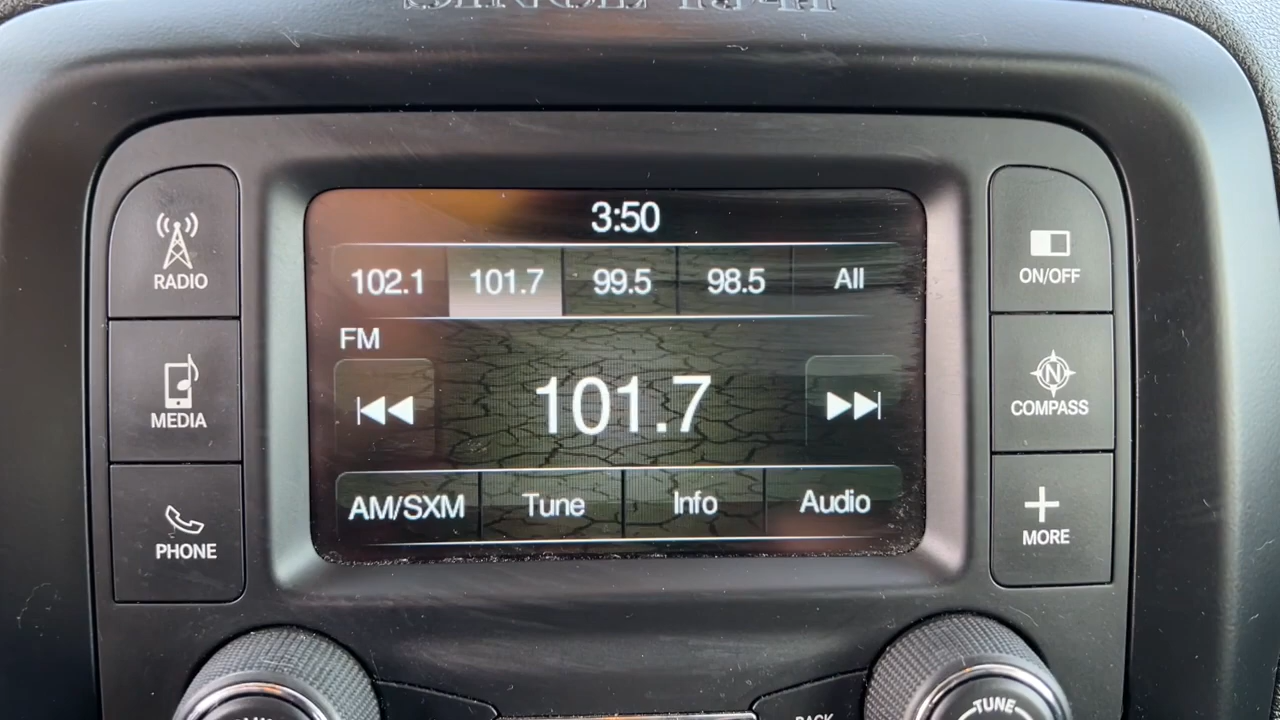 3:50
102.1 101.7 99.5 98.5 All
FM
101.7
AM/SXM Tune Info Audio
RADIO
MEDIA
PHONE
ON/OFF
N
COMPASS
MORE
TUNE